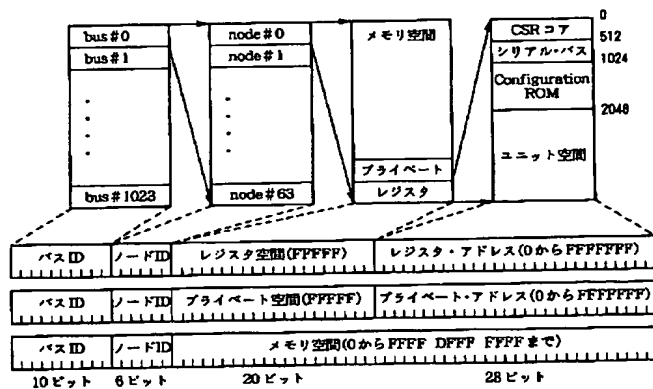 bus#0
bus#1
bus#1023
node#0
node#1
node#63
メモリ空間
プライベート
レジスタ
CSRコア
シリアル・バス
Configuration
ROM
ユニット空間
0
512
1024
2048
バスID
ノードID
レジスタ空間(FFFFF)
レジスタ・アドレス(0からFFFFFFF)
バスID
ノードID
プライベート空間(FFFFF)
プライベート・アドレス(0からFFFFFFF)
バスID
ノードID
メモリ空間(0からFFFF DFFF FFFFまで)
10ビット
6ビット
20ビット
28ビット